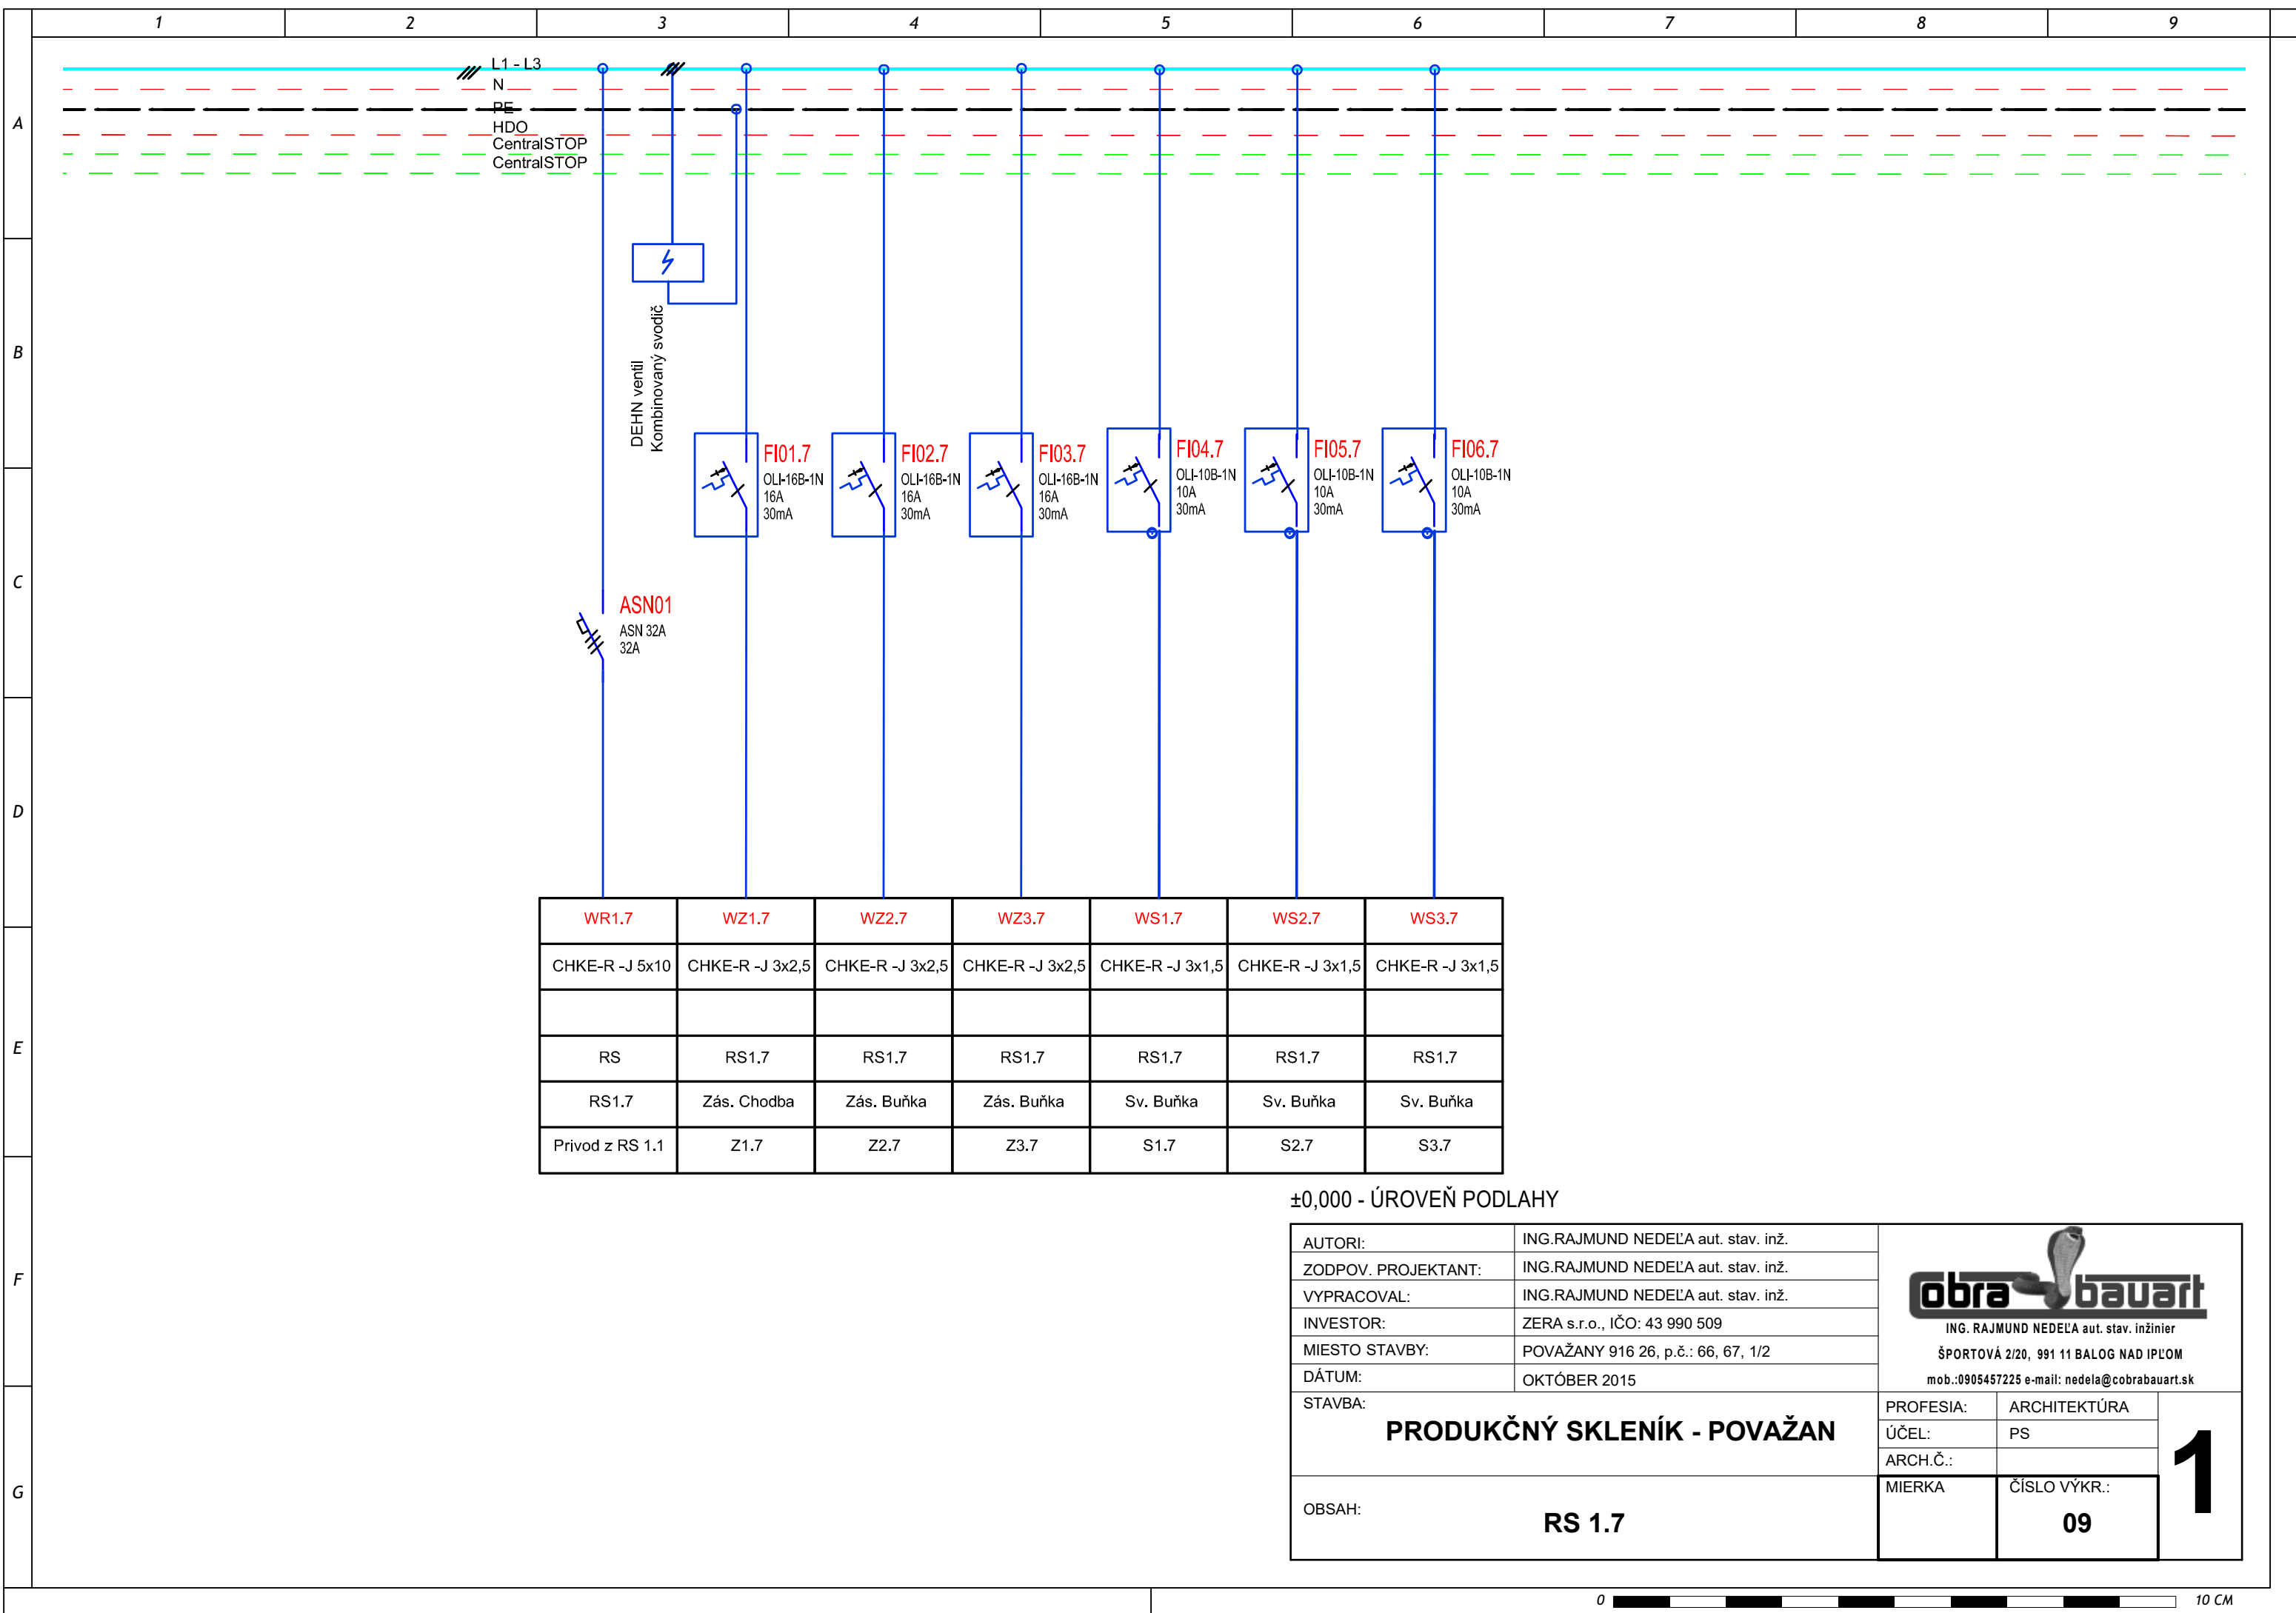 1 2 3 4 5 6 7 8 9
A
B
C
D
E
F
G
L1 - L3
N
PE
HDO
CentralSTOP
CentralSTOP
DEHN ventil
Kombinovaný svodič
FI01.7
OLI-16B-1N
16A
30mA
FI02.7
OLI-16B-1N
16A
30mA
FI03.7
OLI-16B-1N
16A
30mA
FI04.7
OLI-10B-1N
10A
30mA
FI05.7
OLI-10B-1N
10A
30mA
FI06.7
OLI-10B-1N
10A
30mA
ASN01
ASN 32A
32A
WR1.7 WZ1.7 WZ2.7 WZ3.7 WS1.7 WS2.7 WS3.7
CHKE-R -J 5x10 CHKE-R -J 3x2,5 CHKE-R -J 3x2,5 CHKE-R -J 3x2,5 CHKE-R -J 3x1,5 CHKE-R -J 3x1,5 CHKE-R -J 3x1,5
RS RS1.7 RS1.7 RS1.7 RS1.7 RS1.7 RS1.7
RS1.7 Zás. Chodba Zás. Buňka Zás. Buňka Sv. Buňka Sv. Buňka Sv. Buňka
Privod z RS 1.1 Z1.7 Z2.7 Z3.7 S1.7 S2.7 S3.7
±0,000 - ÚROVEŇ PODLAHY
AUTORI: ING.RAJMUND NEDEĽA aut. stav. inž.
ZODPOV. PROJEKTANT: ING.RAJMUND NEDEĽA aut. stav. inž.
VYPRACOVAL: ING.RAJMUND NEDEĽA aut. stav. inž.
INVESTOR: ZERA s.r.o., IČO: 43 990 509
MIESTO STAVBY: POVAŽANY 916 26, p.č.: 66, 67, 1/2
DÁTUM: OKTÓBER 2015
Cobra bauart
ING. RAJMUND NEDEĽA aut. stav. inžinier
ŠPORTOVÁ 2/20, 991 11 BALOG NAD IPĽOM
mob.:0905457225 e-mail: nedela@cobrabauart.sk
STAVBA:
PRODUKČNÝ SKLENÍK - POVAŽAN
PROFESIA: ARCHITEKTÚRA
ÚČEL: PS
ARCH.Č.:
1
OBSAH:
RS 1.7
MIERKA
ČÍSLO VÝKR.:
09
0 10 CM